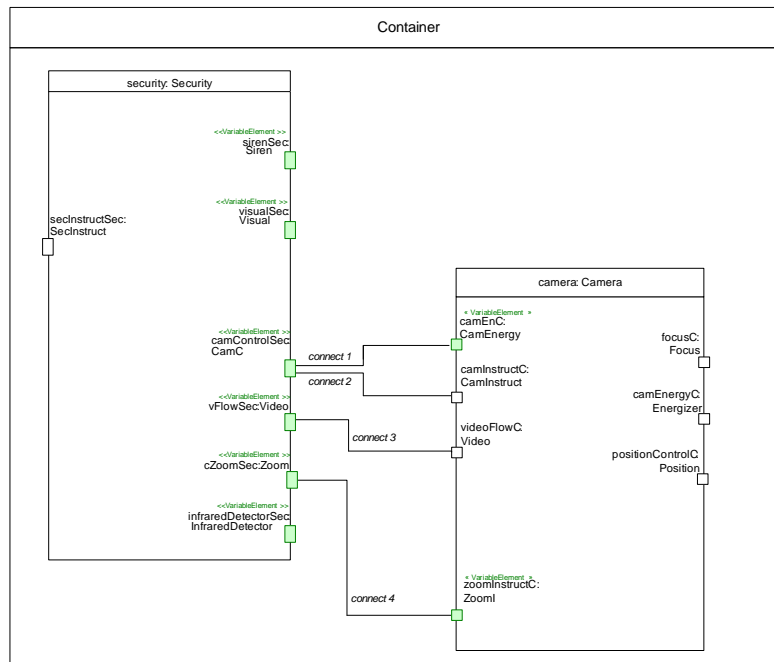 Container
security: Security
<<VariableElement >>
sirenSec:
Siren
<<VariableElement >>
visualSec:
Visual
secInstructSec:
SecInstruct
<<VariableElement >>
camControlSec:
CamC
<<VariableElement >>
vFlowSec:Video
<<VariableElement >>
cZoomSec:Zoom
<<VariableElement >>
infraredDetectorSec:
InfraredDetector
connect 1
connect 2
connect 3
connect 4
camera: Camera
« VariableElement »
camEnC:
CamEnergy
camInstructC:
CamInstruct
videoFlowC:
Video
« VariableElement »
zoomInstructC:
ZoomI
focusC:
Focus
camEnergyC:
Energizer
positionControlC:
Position